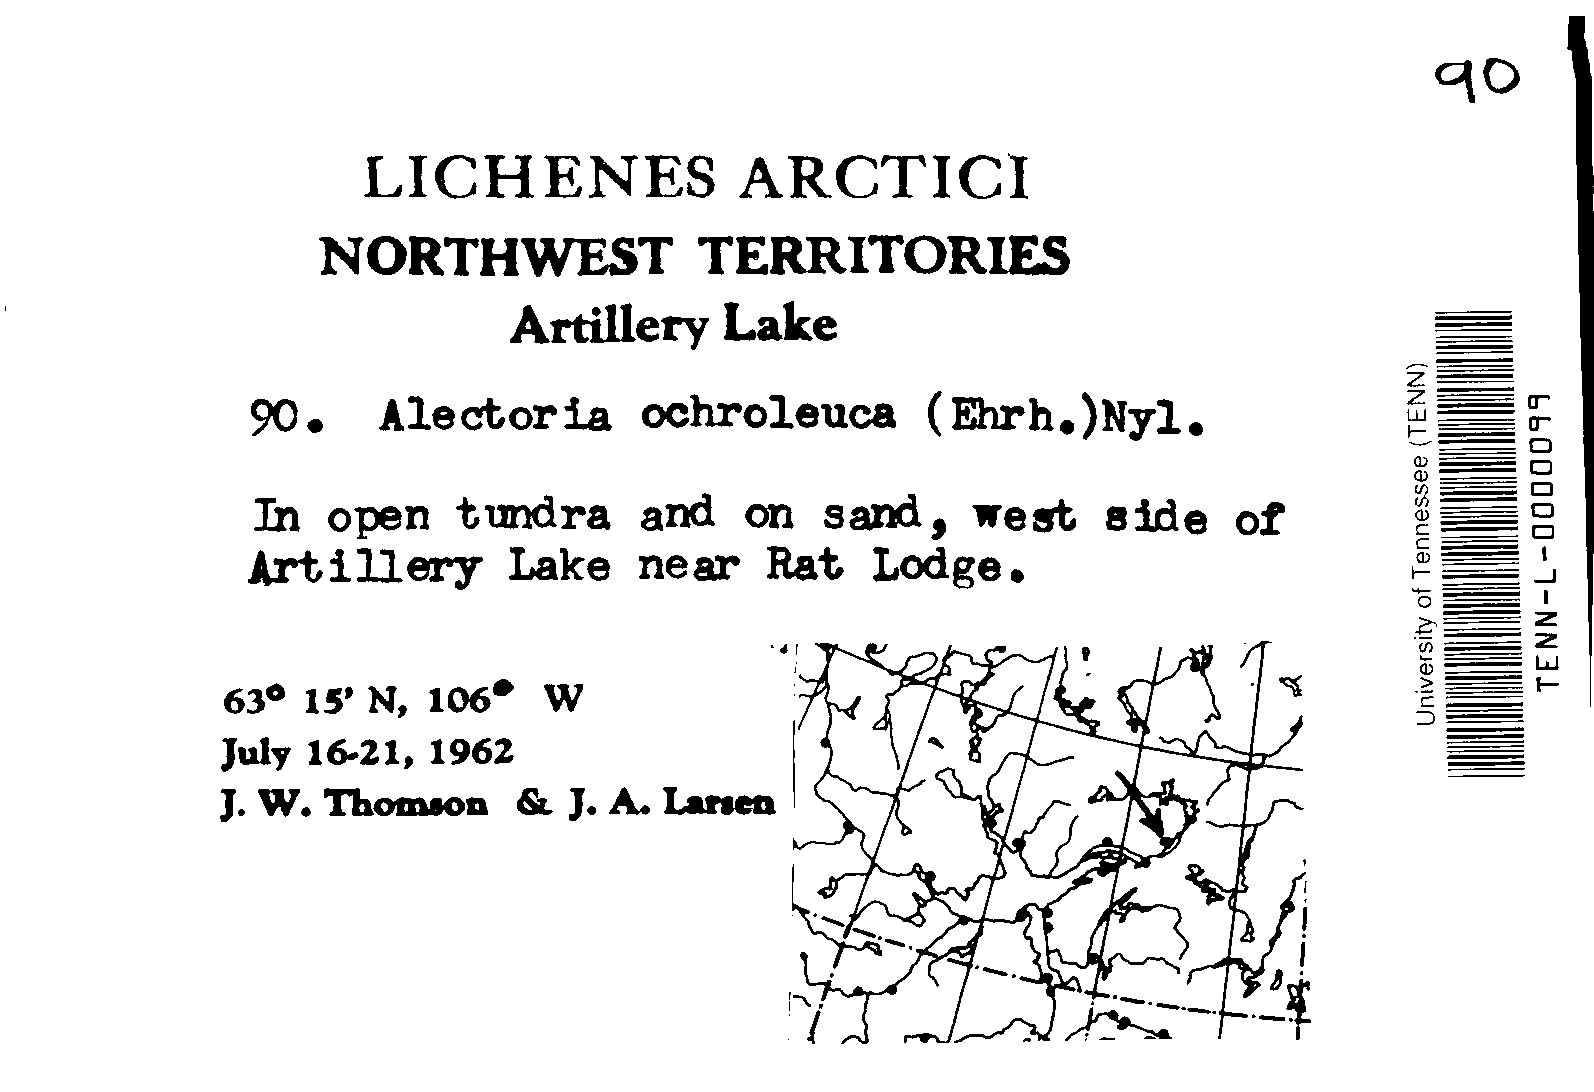 90
LICHENES ARCTICI
NORTHWEST TERRITORIES
Artillery Lake
90. Alectoria ochroleuca (Ehrh.)Nyl.
In open tundra and on sand, west side of
Artillery Lake near Rat Lodge.
63° 15' N, 106° W
July 16-21, 1962
J. W. Thomson & J. A. Larsen
University of Tennessee (TENN)
TENN-L-0000099